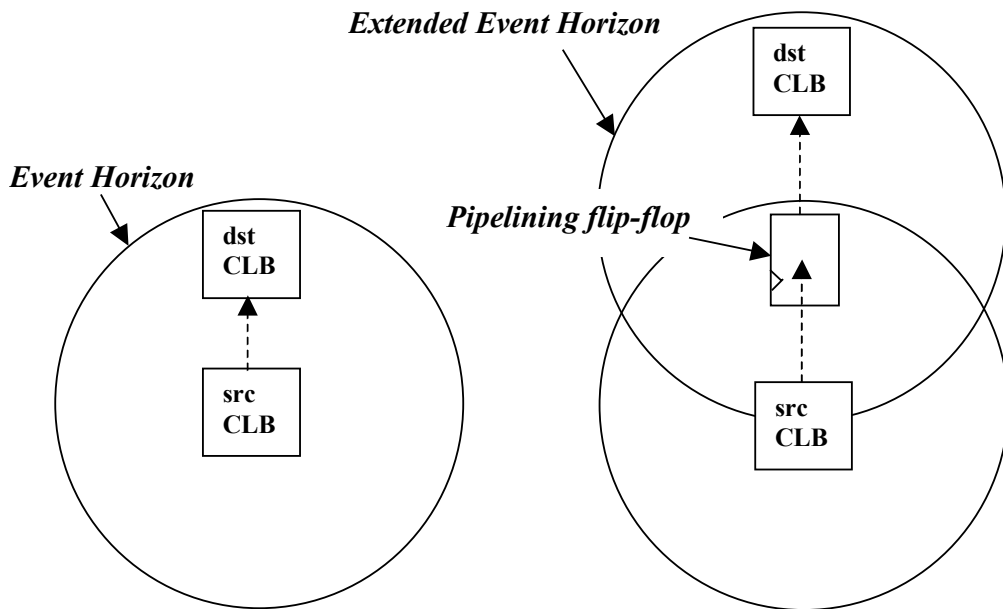 Extended Event Horizon
dst
CLB
Event Horizon
Pipelining flip-flop
dst
CLB
src
CLB
src
CLB